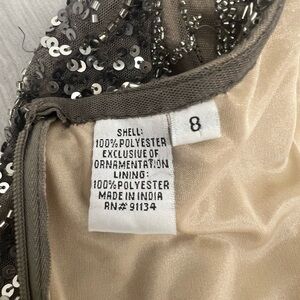 8
SHELL:
100%POLYESTER
EXCLUSIVE OF
ORNAMENTATION
LINING:
100%POLYESTER
MADE IN INDIA
RN# 91134